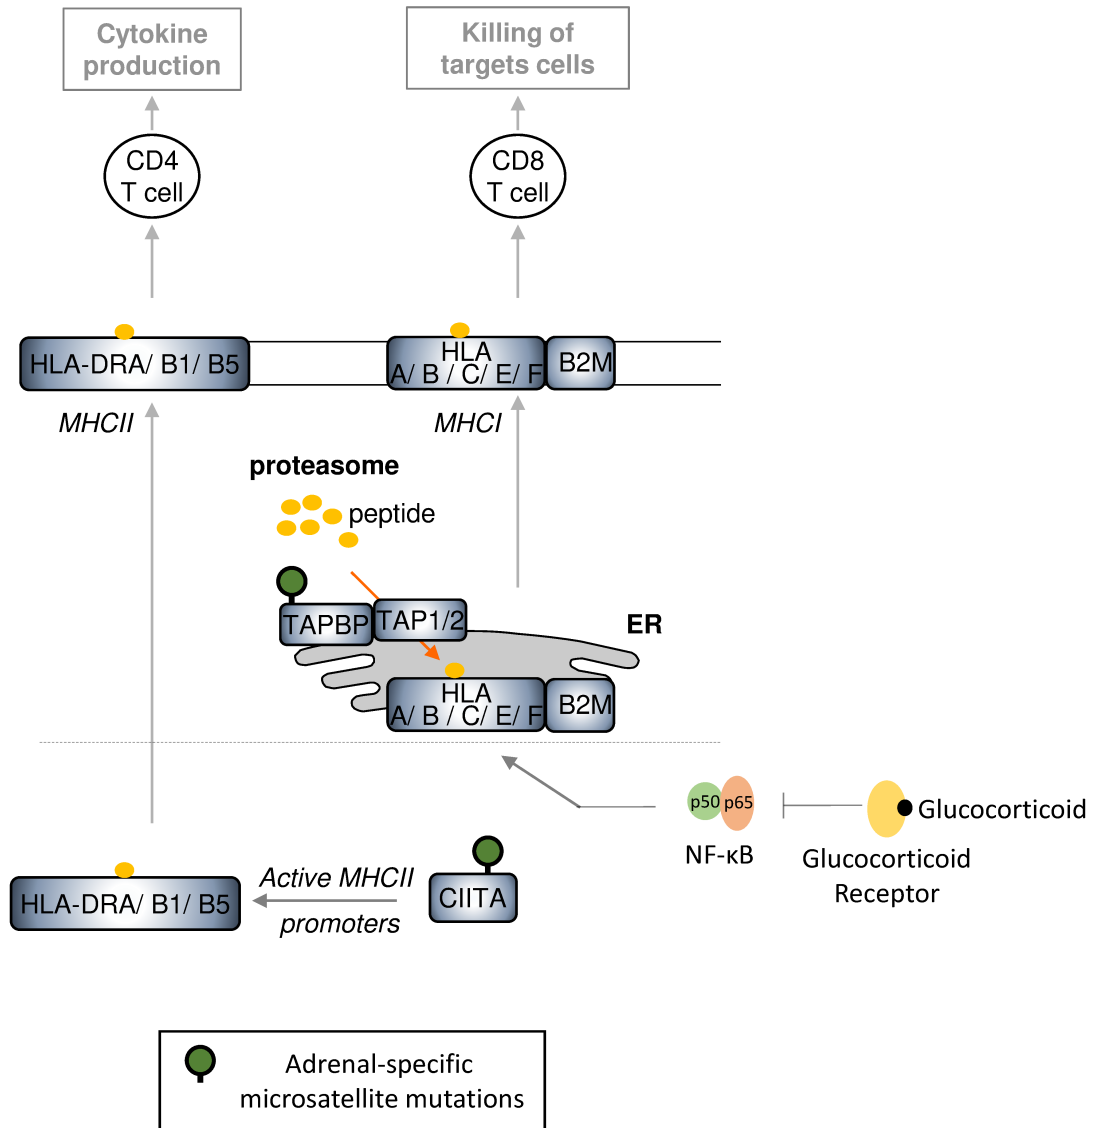 Cytokine
production
Killing of
targets cells
CD4
T cell
CD8
T cell
HLA-DRA/ B1/ B5
HLA
A/ B / C/ E/ F
B2M
MHCII
MHCI
proteasome
peptide
TAPBP
TAP1/2
ER
HLA
A/ B / C/ E/ F
B2M
p50
p65
Glucocorticoid
NF-κB
Glucocorticoid
Receptor
HLA-DRA/ B1/ B5
Active MHCII
promoters
CIITA
Adrenal-specific
microsatellite mutations